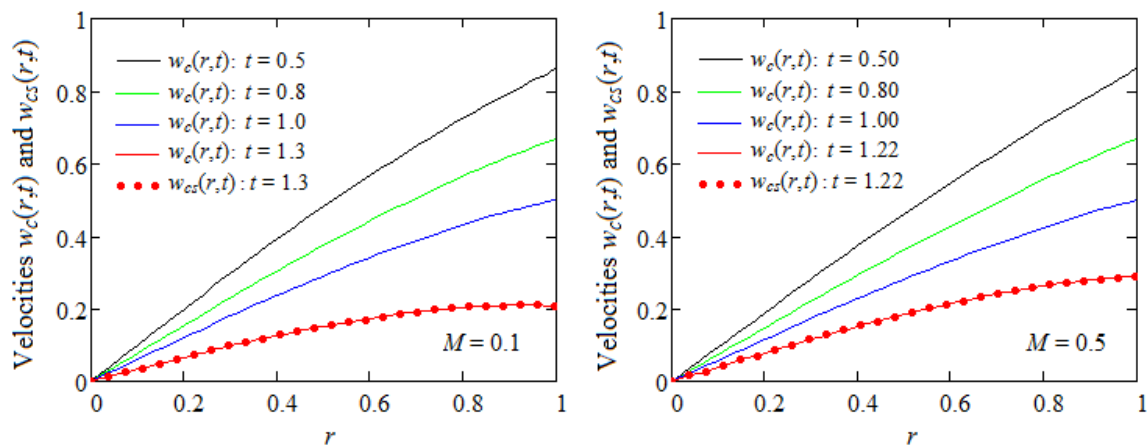 Velocities w_c(r,t) and w_cs(r,t)
1
0.8
0.6
0.4
0.2
0
w_c(r,t): t = 0.5
w_c(r,t): t = 0.8
w_c(r,t): t = 1.0
w_c(r,t): t = 1.3
w_cs(r,t) : t = 1.3
M = 0.1
0 0.2 0.4 0.6 0.8 1
r
Velocities w_c(r,t) and w_cs(r,t)
1
0.8
0.6
0.4
0.2
0
w_c(r,t): t = 0.50
w_c(r,t): t = 0.80
w_c(r,t): t = 1.00
w_c(r,t): t = 1.22
w_cs(r,t) : t = 1.22
M = 0.5
0 0.2 0.4 0.6 0.8 1
r